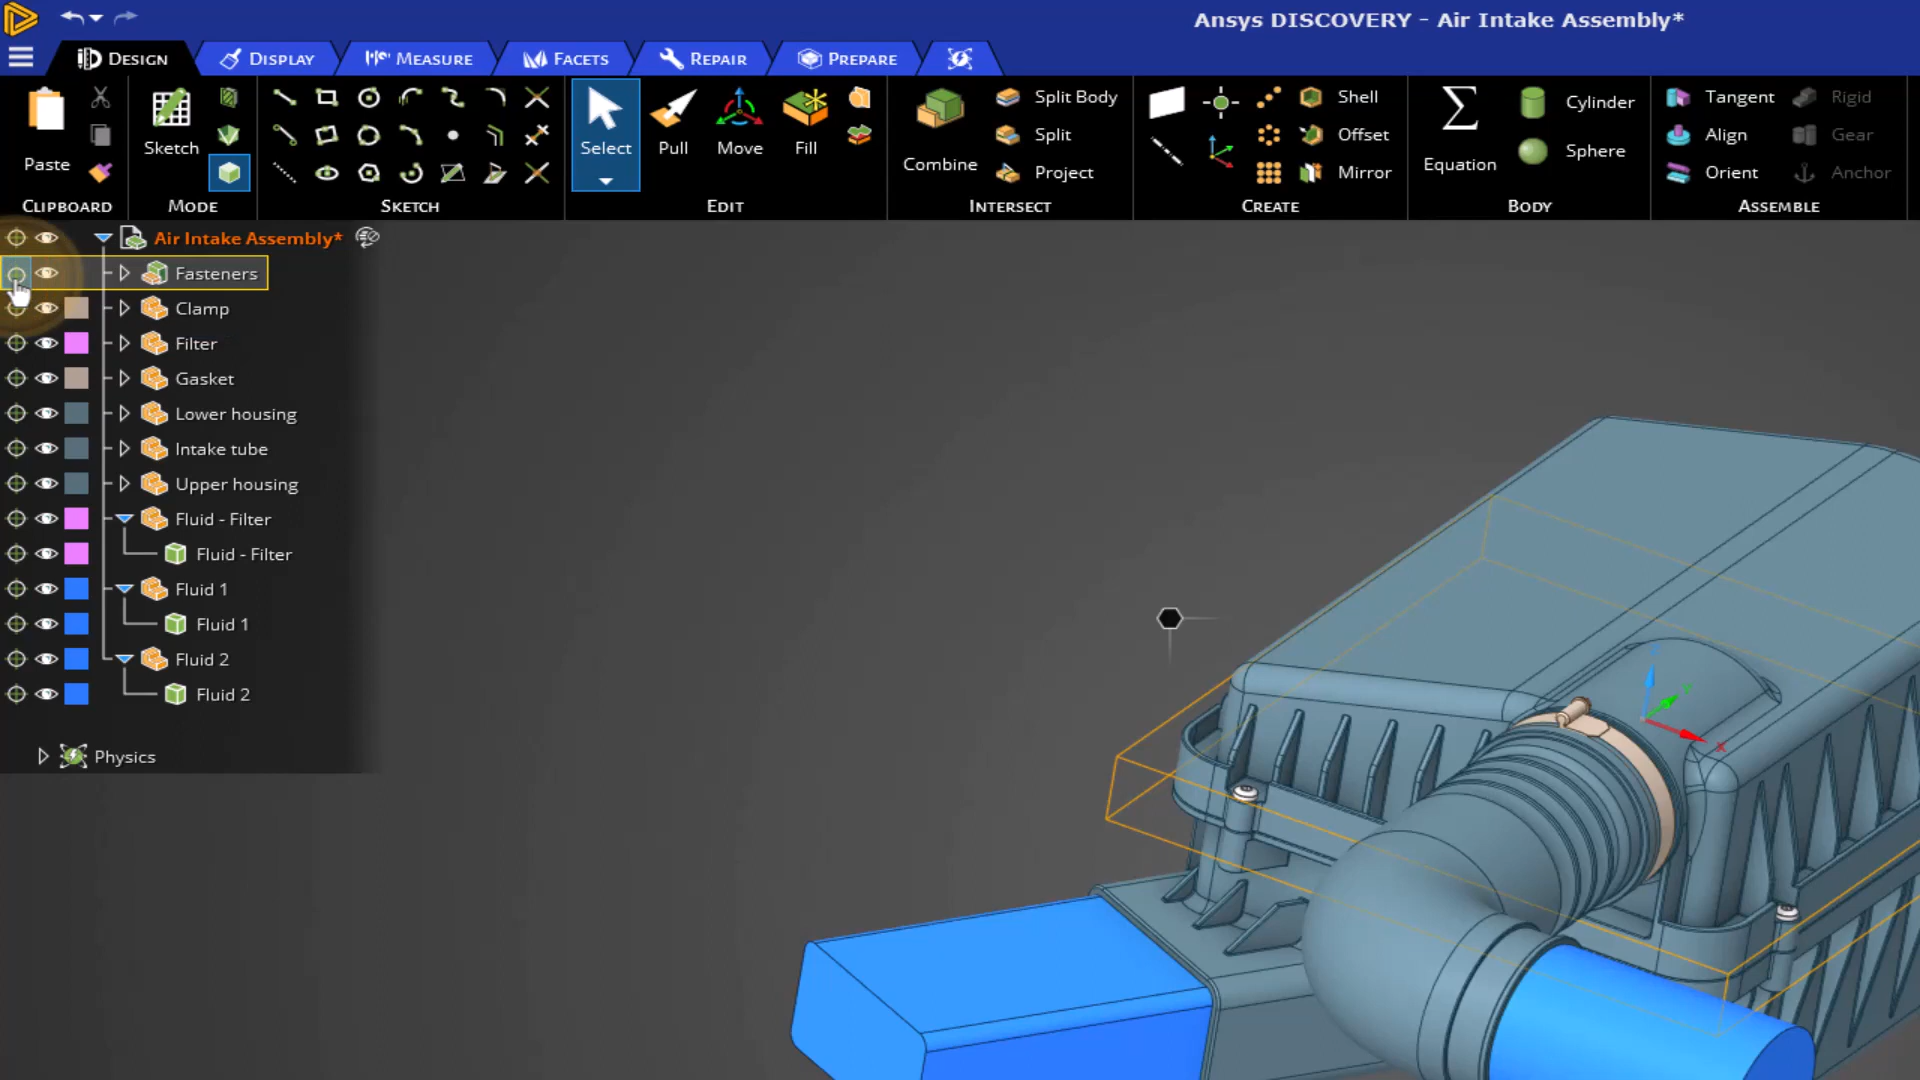 Ansys DISCOVERY - Air Intake Assembly*
DESIGN DISPLAY MEASURE FACETS REPAIR PREPARE
Paste Sketch Select Pull Move Fill Combine Split Body Split Project Shell Offset Mirror Equation Cylinder Sphere Tangent Align Orient Rigid Gear Anchor
CLIPBOARD MODE SKETCH EDIT INTERSECT CREATE BODY ASSEMBLE
Air Intake Assembly*
Fasteners
Clamp
Filter
Gasket
Lower housing
Intake tube
Upper housing
Fluid - Filter
Fluid - Filter
Fluid 1
Fluid 1
Fluid 2
Fluid 2
Physics
X